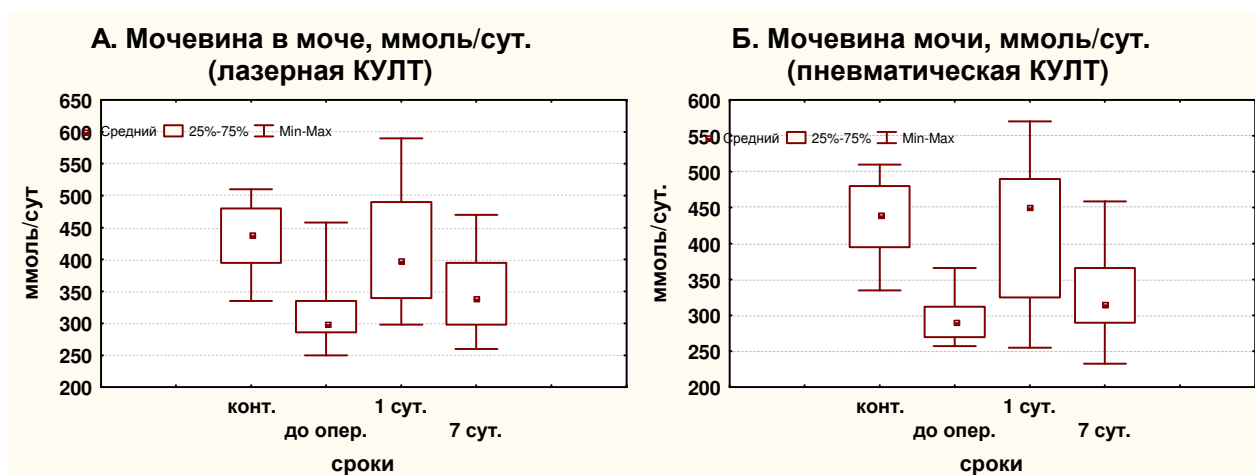 А. Мочевина в моче, ммоль/сут.
(лазерная КУЛТ)
650
600
550
500
450
400
350
300
250
200
ммоль/сут
Средний 25%-75% Min-Max
конт. 1 сут.
до опер. 7 сут.
сроки
Б. Мочевина мочи, ммоль/сут.
(пневматическая КУЛТ)
600
550
500
450
400
350
300
250
200
ммоль/сут.
Средний 25%-75% Min-Max
конт. 1 сут.
до опер. 7 сут.
сроки